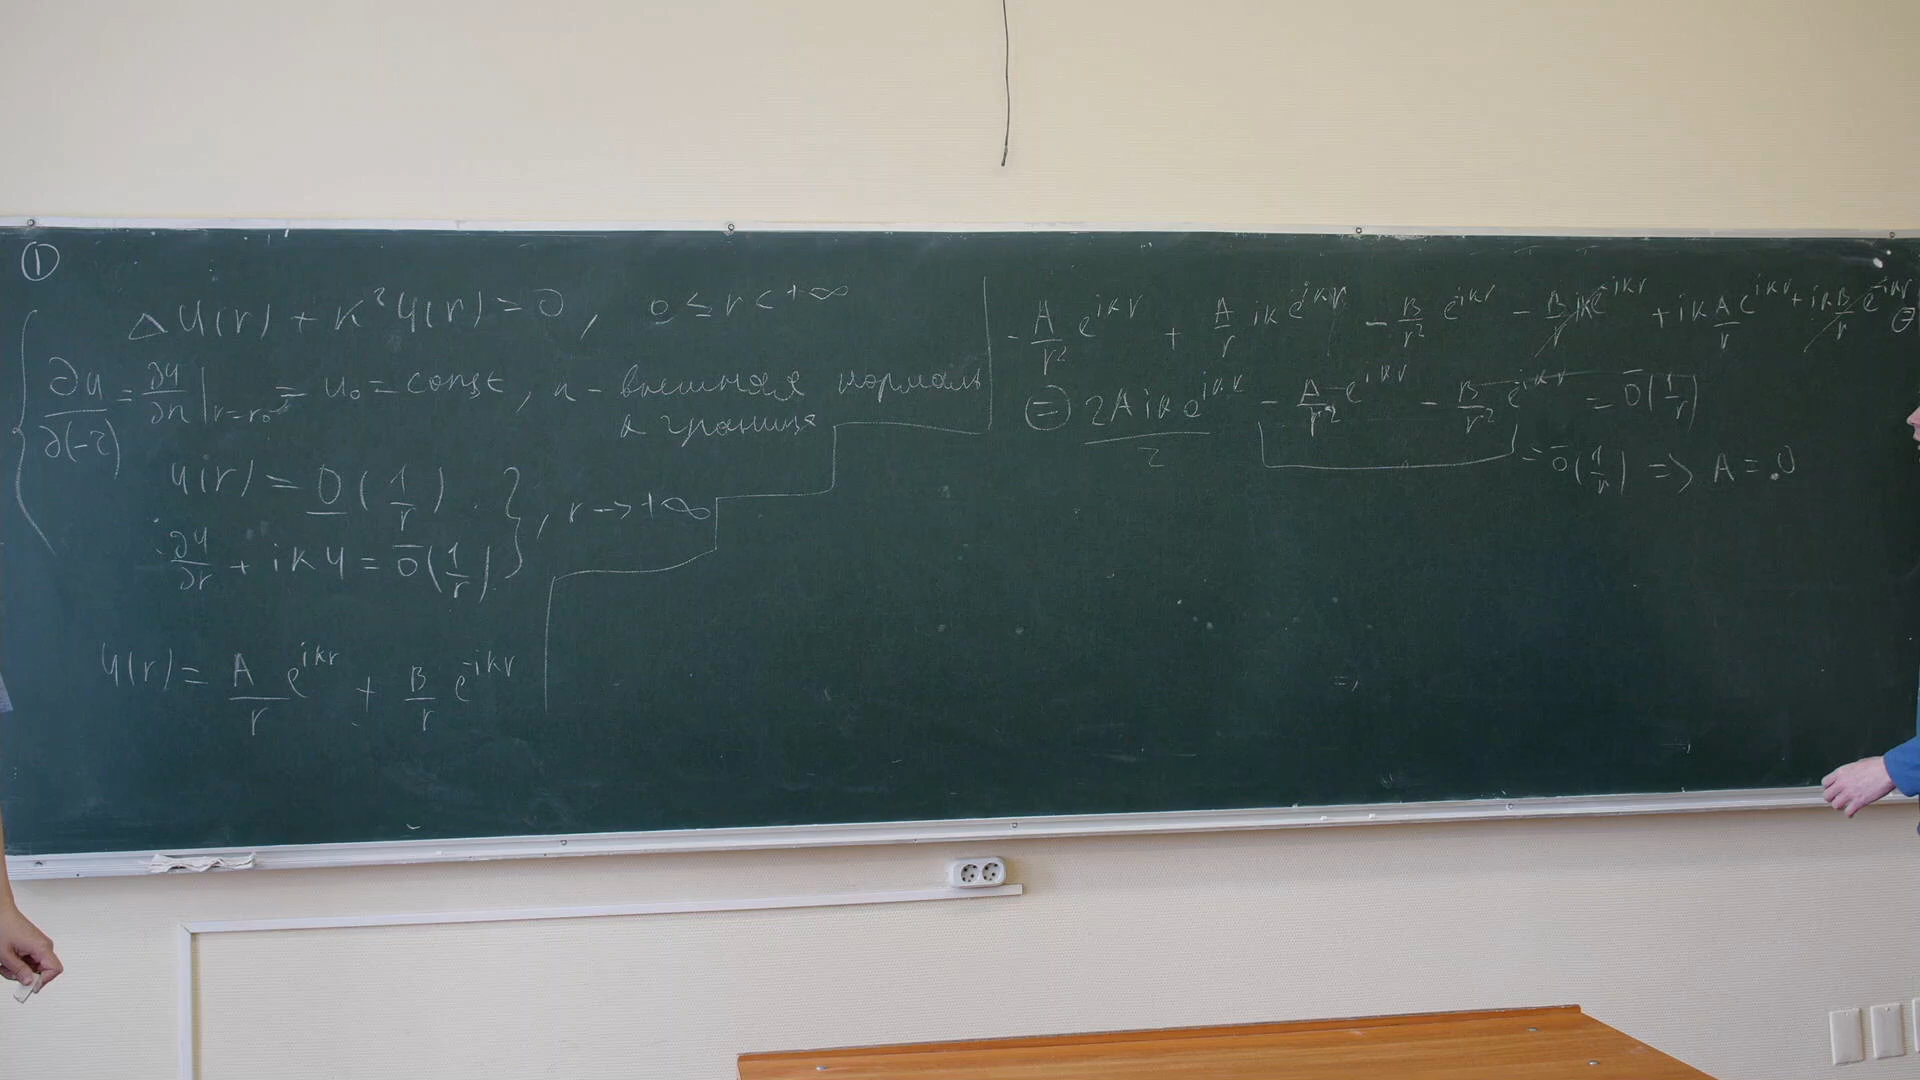 ①
Δu(r) + k²u(r) = 0, 0 ≤ r < +∞
∂u/∂(-r) = ∂u/∂n |r=r₀ = u₀ = const, n - внешняя нормаль
к границе
u(r) = O(1/r)
∂u/∂r + iku = ō(1/r) }, r → +∞
u(r) = A/r e^{ikr} + B/r e^{-ikr}
- A/r² e^{ikr} + A/r ik e^{ikr} - B/r² e^{ikr} - B/r ik e^{-ikr} + ik A/r e^{ikr} + ik B/r e^{-ikr} =
= 2Aik e^{ikr}/r - A/r² e^{ikr} - B/r² e^{-ikr} = ō(1/r)
= ō(1/r) => A = 0
=>